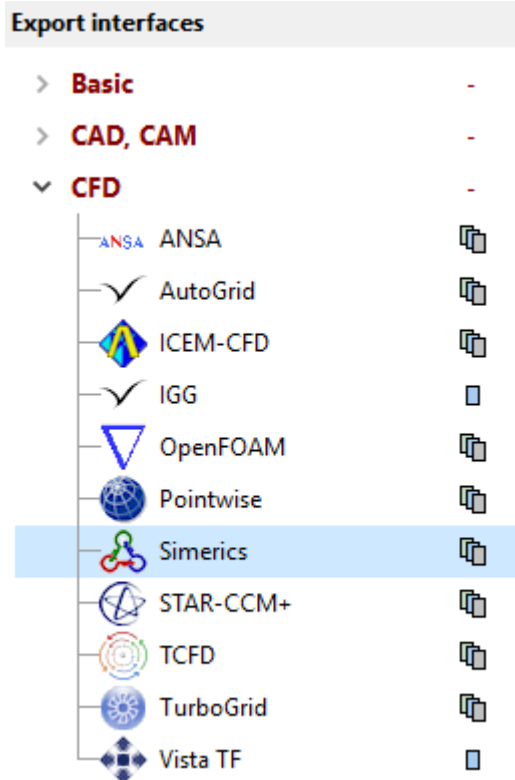 Export interfaces
Basic -
CAD, CAM -
CFD -
ANSA ANSA
AutoGrid
ICEM-CFD
IGG
OpenFOAM
Pointwise
Simerics
STAR-CCM+
TCFD
TurboGrid
Vista TF